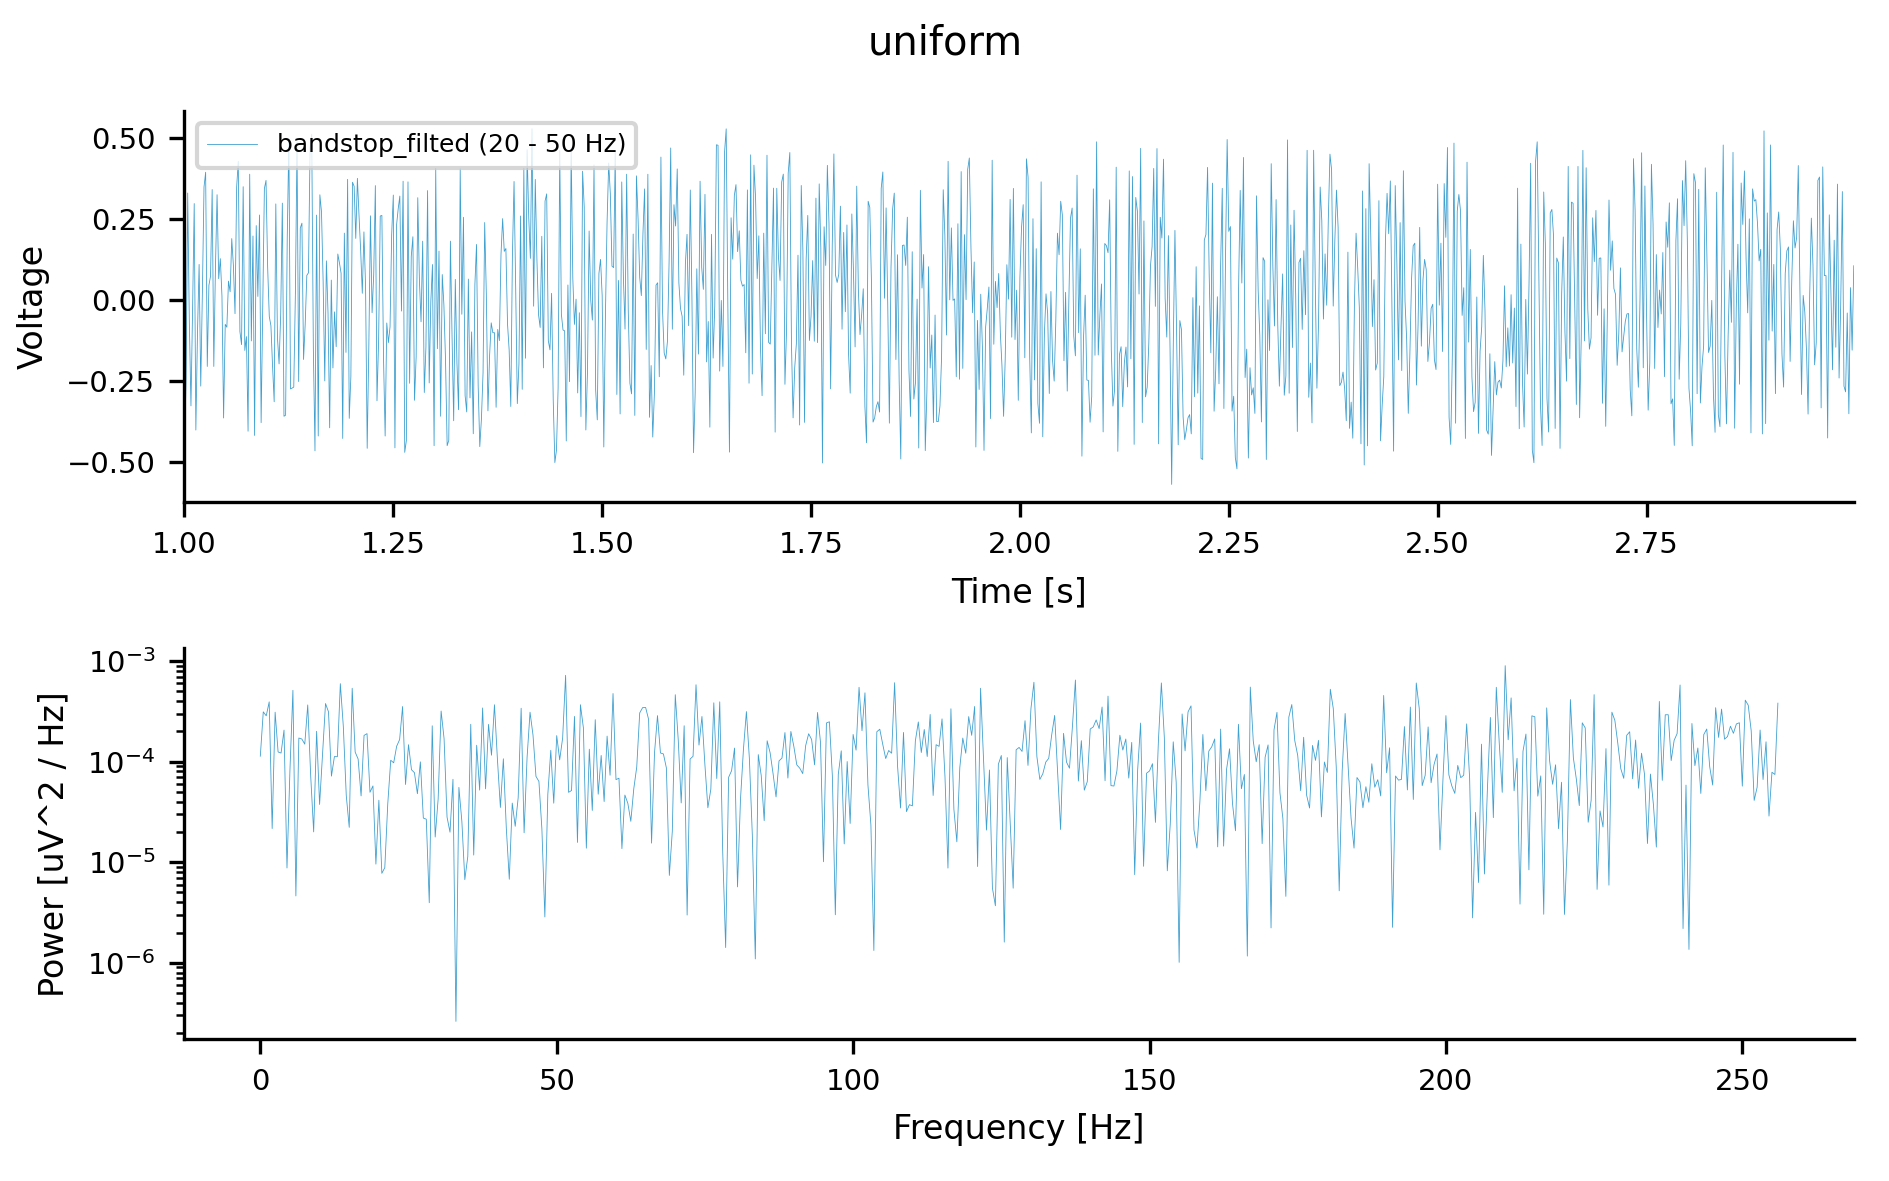 uniform
bandstop_filted (20 - 50 Hz)
Voltage
0.50
0.25
0.00
−0.25
−0.50
1.00 1.25 1.50 1.75 2.00 2.25 2.50 2.75
Time [s]
Power [uV^2 / Hz]
10⁻³
10⁻⁴
10⁻⁵
10⁻⁶
0 50 100 150 200 250
Frequency [Hz]